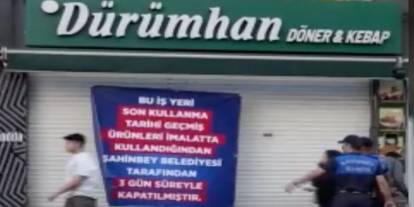 Dürümhan DÖNER & KEBAP
BU İŞ YERİ
SON KULLANMA
TARİHİ GEÇMİŞ
ÜRÜNLERİ İMALATTA
KULLANDIĞINDAN
ŞAHİNBEY BELEDİYESİ
TARAFINDAN
3 GÜN SÜREYLE
KAPATILMIŞTIR.